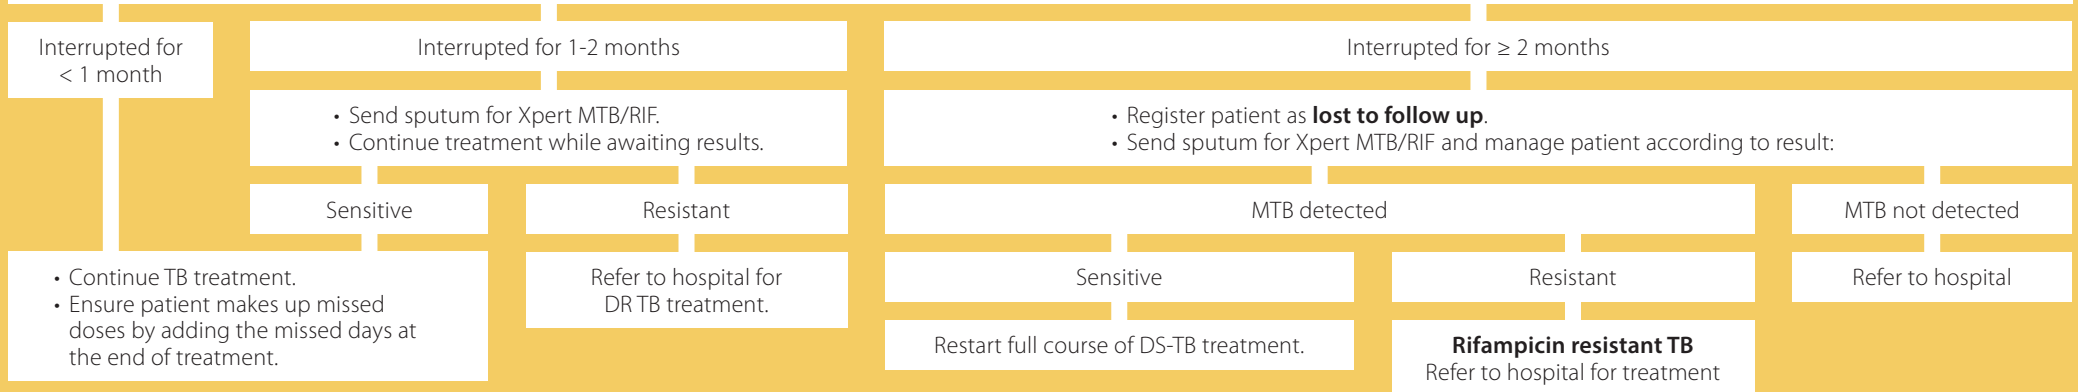 Interrupted for
< 1 month
Interrupted for 1-2 months
Interrupted for ≥ 2 months
• Send sputum for Xpert MTB/RIF.
• Continue treatment while awaiting results.
• Register patient as lost to follow up.
• Send sputum for Xpert MTB/RIF and manage patient according to result:
Sensitive
Resistant
MTB detected
MTB not detected
• Continue TB treatment.
• Ensure patient makes up missed
doses by adding the missed days at
the end of treatment.
Refer to hospital for
DR TB treatment.
Sensitive
Resistant
Refer to hospital
Restart full course of DS-TB treatment.
Rifampicin resistant TB
Refer to hospital for treatment